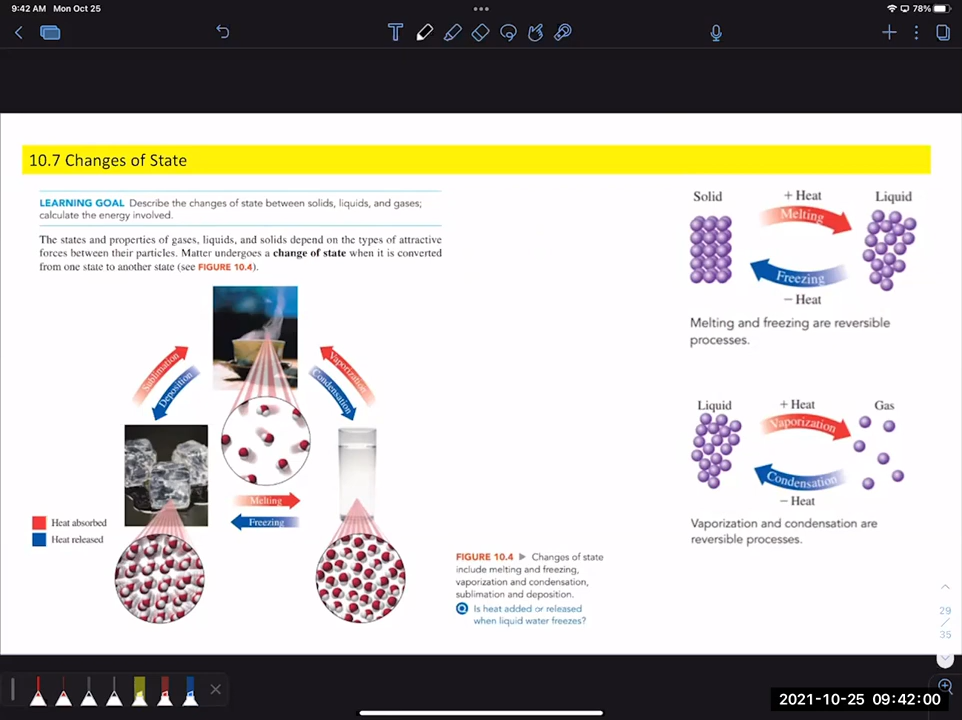 9:42 AM Mon Oct 25
78%
10.7 Changes of State
LEARNING GOAL Describe the changes of state between solids, liquids, and gases;
calculate the energy involved.
The states and properties of gases, liquids, and solids depend on the types of attractive
forces between their particles. Matter undergoes a change of state when it is converted
from one state to another state (see FIGURE 10.4).
Sublimation
Deposition
Vaporization
Condensation
Melting
Freezing
Heat absorbed
Heat released
FIGURE 10.4 ▶ Changes of state
include melting and freezing,
vaporization and condensation,
sublimation and deposition.
Q Is heat added or released
when liquid water freezes?
Solid
+ Heat
Liquid
Melting
Freezing
− Heat
Melting and freezing are reversible
processes.
Liquid
+ Heat
Gas
Vaporization
Condensation
− Heat
Vaporization and condensation are
reversible processes.
29
/
35
2021-10-25 09:42:00